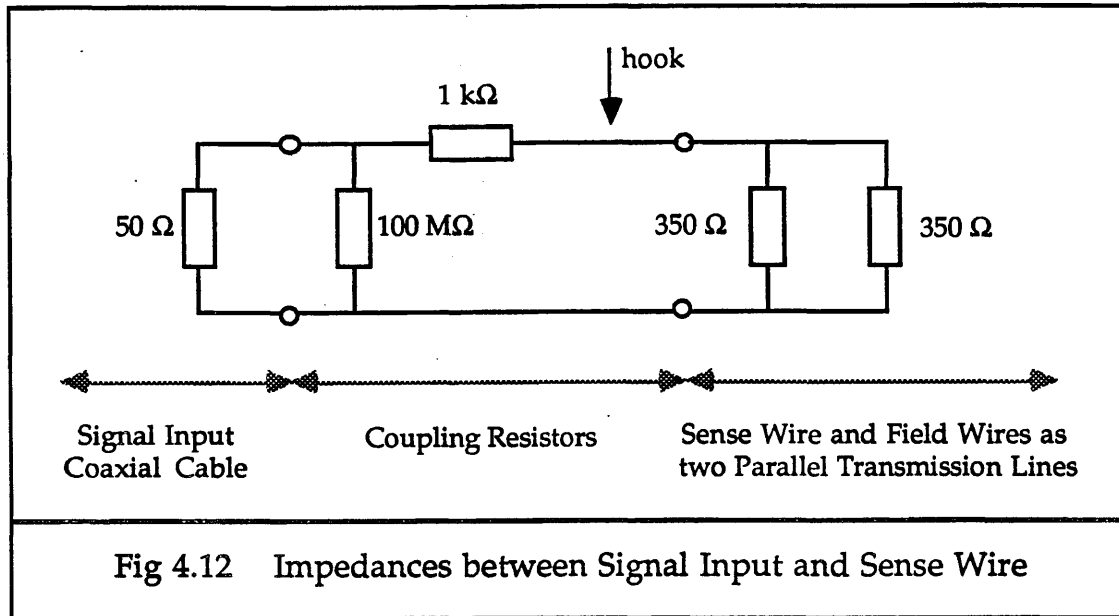 hook
1 kΩ
50 Ω
100 MΩ
350 Ω
350 Ω
Signal Input
Coaxial Cable
Coupling Resistors
Sense Wire and Field Wires as
two Parallel Transmission Lines
Fig 4.12 Impedances between Signal Input and Sense Wire